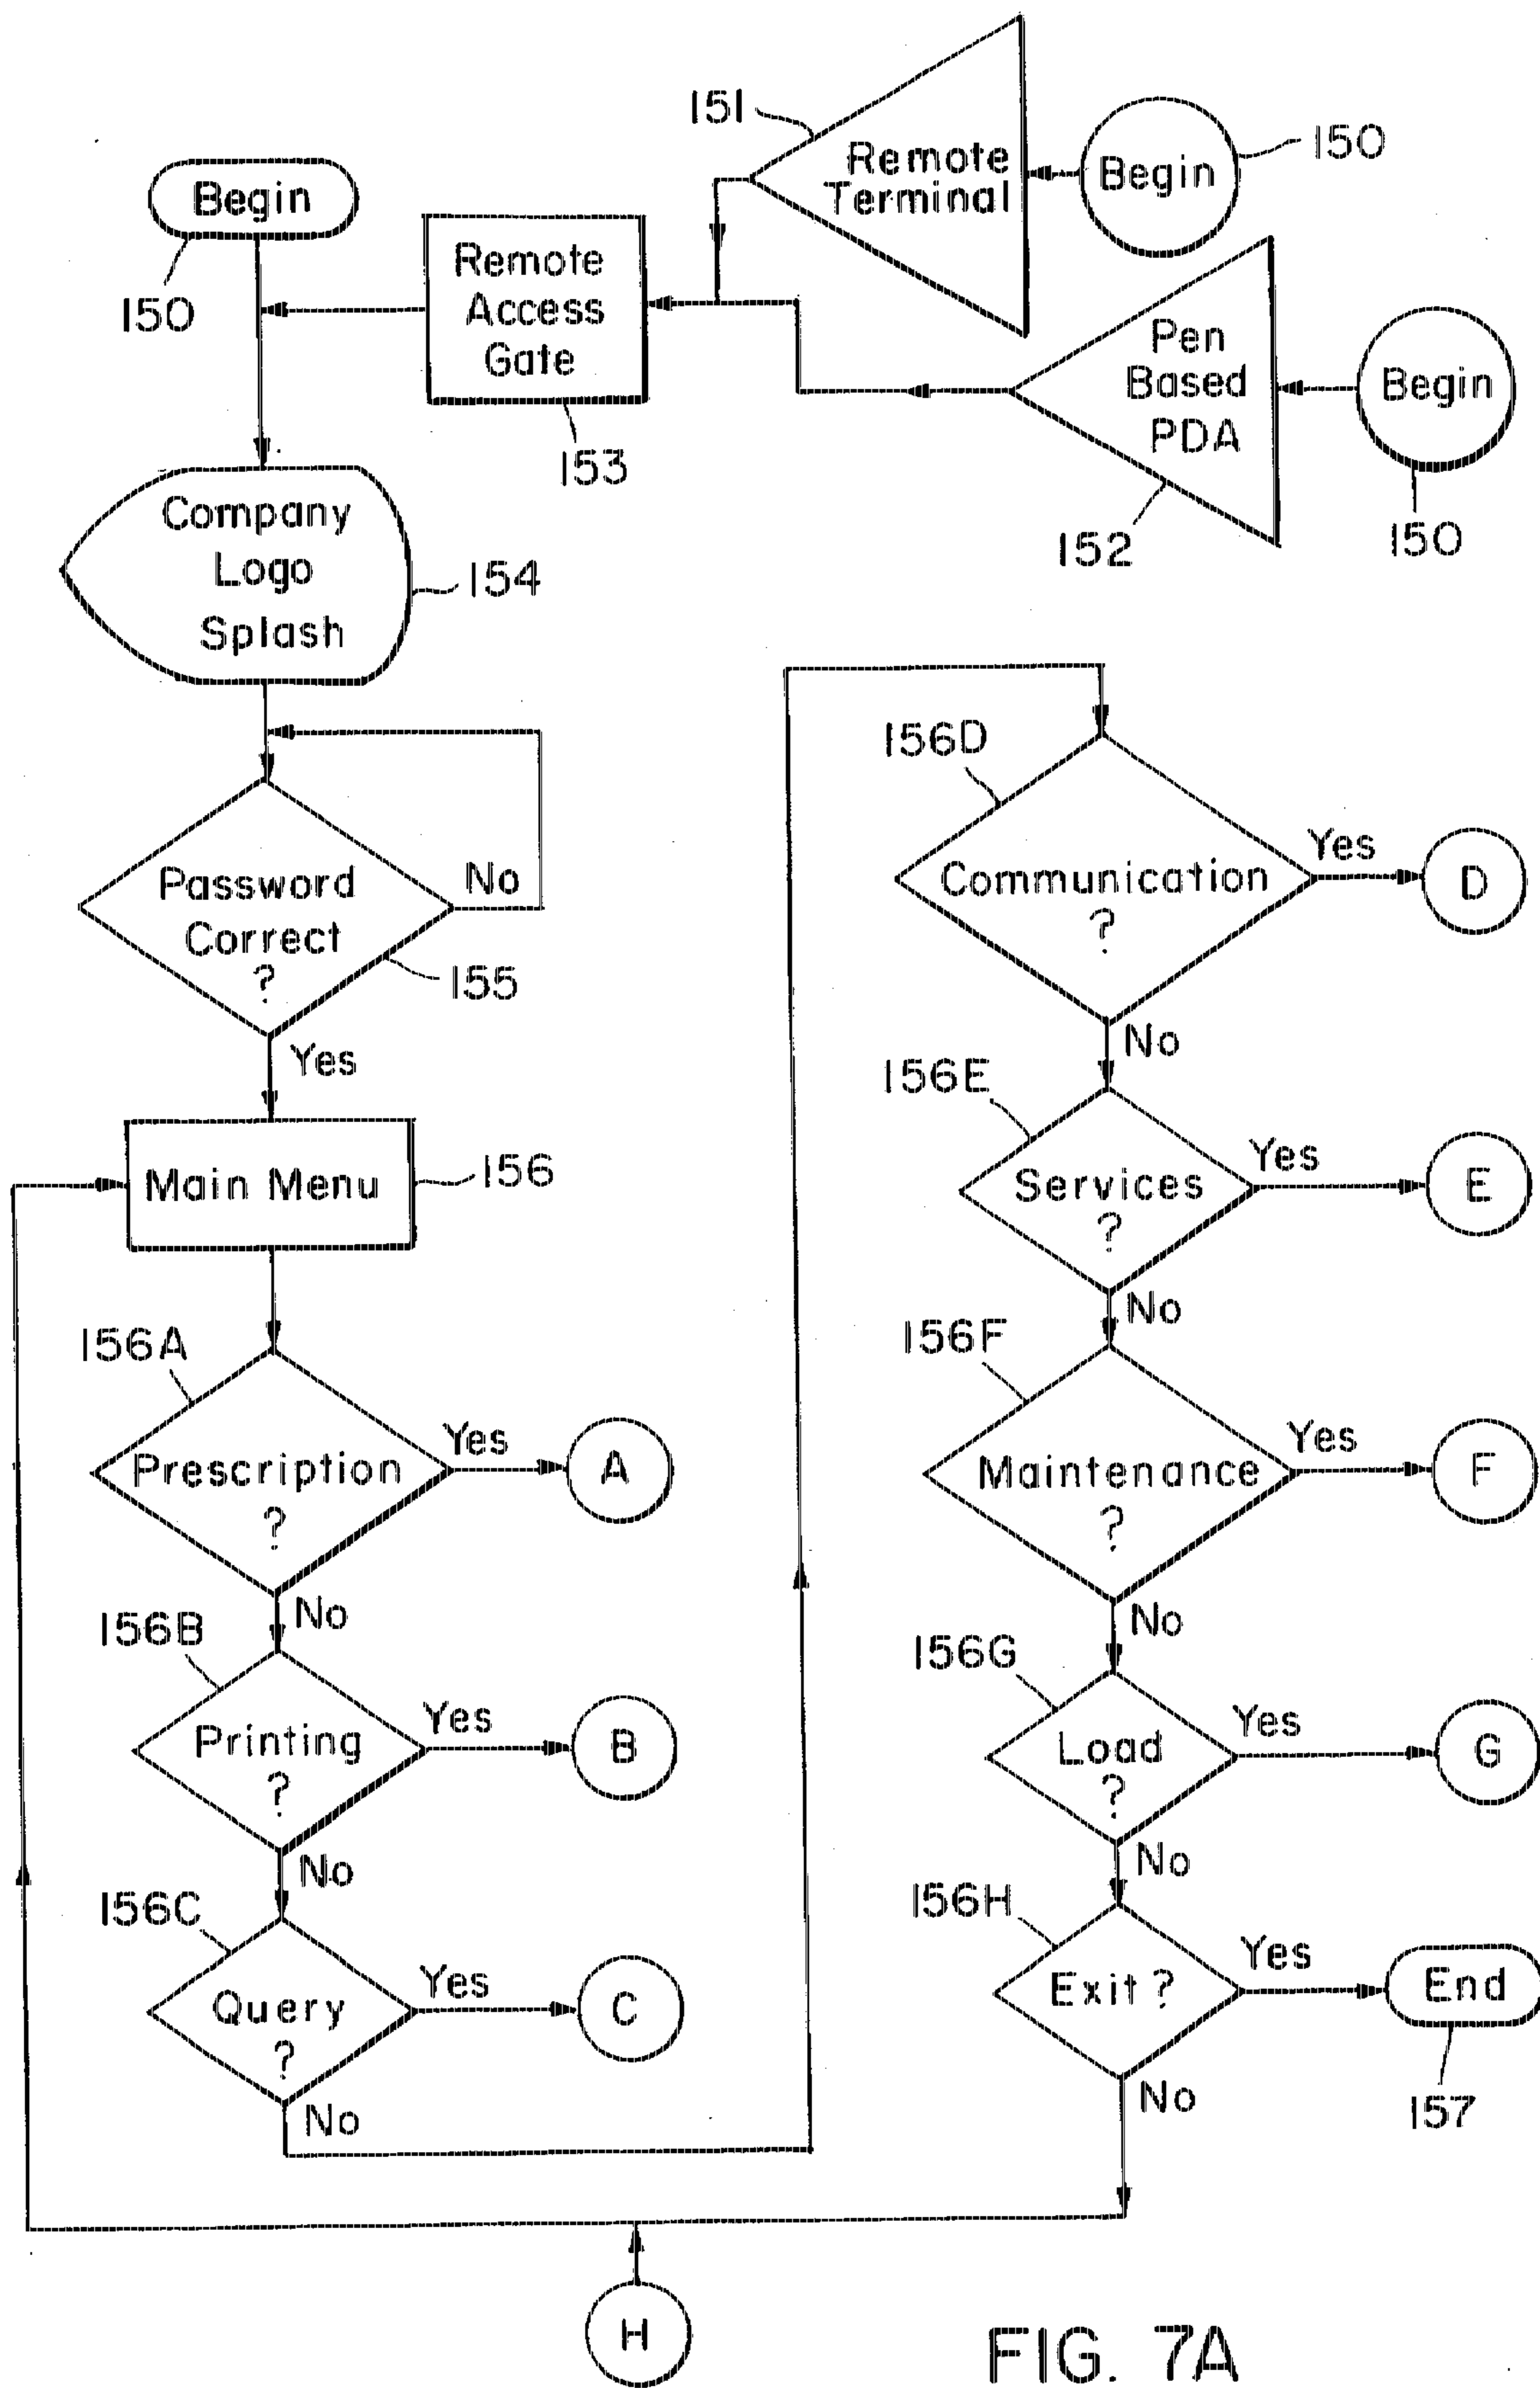 151
Remote
Terminal
Begin
150
Begin
150
Remote
Access
Gate
153
Pen
Based
PDA
152
Begin
150
Company
Logo
Splash
154
Password
Correct
?
No
155
Yes
Main Menu
156
156A
Prescription
?
Yes
A
No
156B
Printing
?
Yes
B
No
156C
Query
?
Yes
C
No
156D
Communication
?
Yes
D
No
156E
Services
?
Yes
E
No
156F
Maintenance
?
Yes
F
No
156G
Load
?
Yes
G
No
156H
Exit ?
Yes
End
157
No
H
FIG. 7A